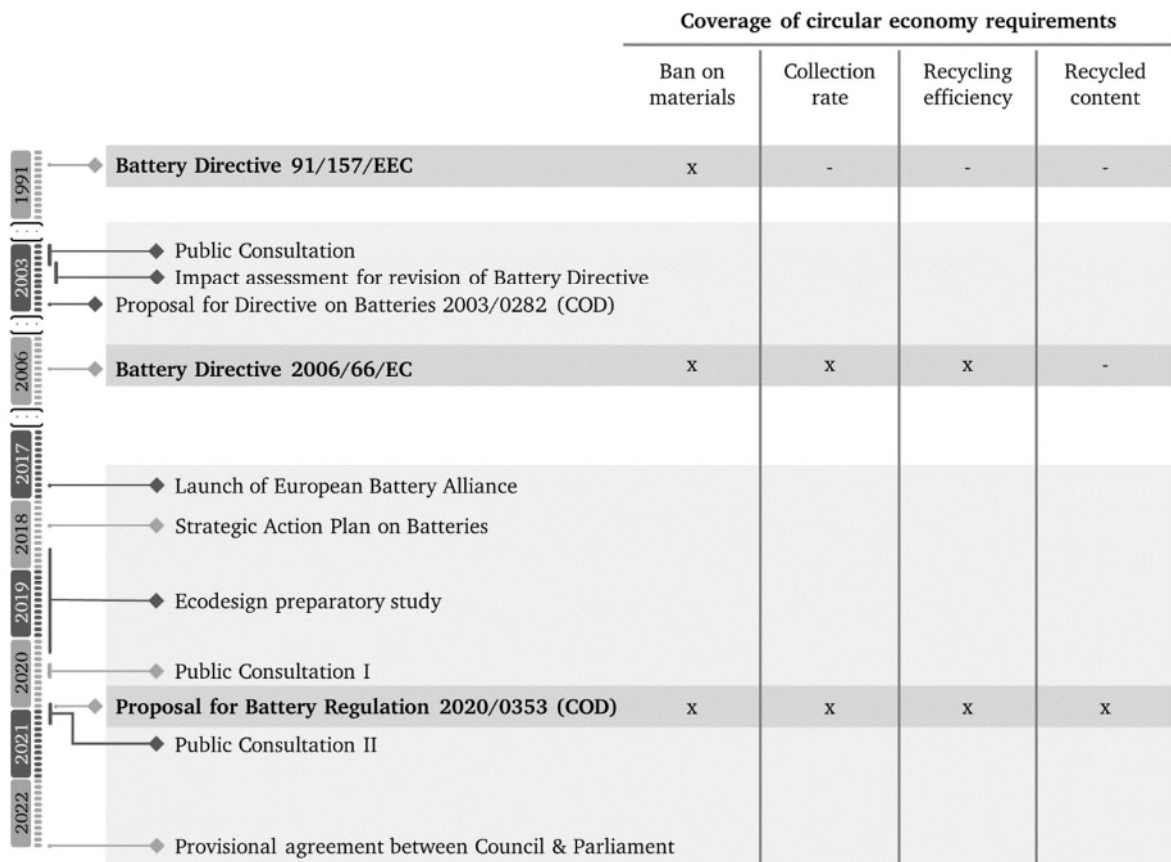 Coverage of circular economy requirements
Ban on materials
Collection rate
Recycling efficiency
Recycled content
1991
Battery Directive 91/157/EEC x - - -
[...]
2003
Public Consultation
Impact assessment for revision of Battery Directive
Proposal for Directive on Batteries 2003/0282 (COD)
[...]
2006
Battery Directive 2006/66/EC x x x -
[...]
2017
Launch of European Battery Alliance
2018
Strategic Action Plan on Batteries
2019
Ecodesign preparatory study
2020
Public Consultation I
Proposal for Battery Regulation 2020/0353 (COD) x x x x
2021
Public Consultation II
2022
Provisional agreement between Council & Parliament